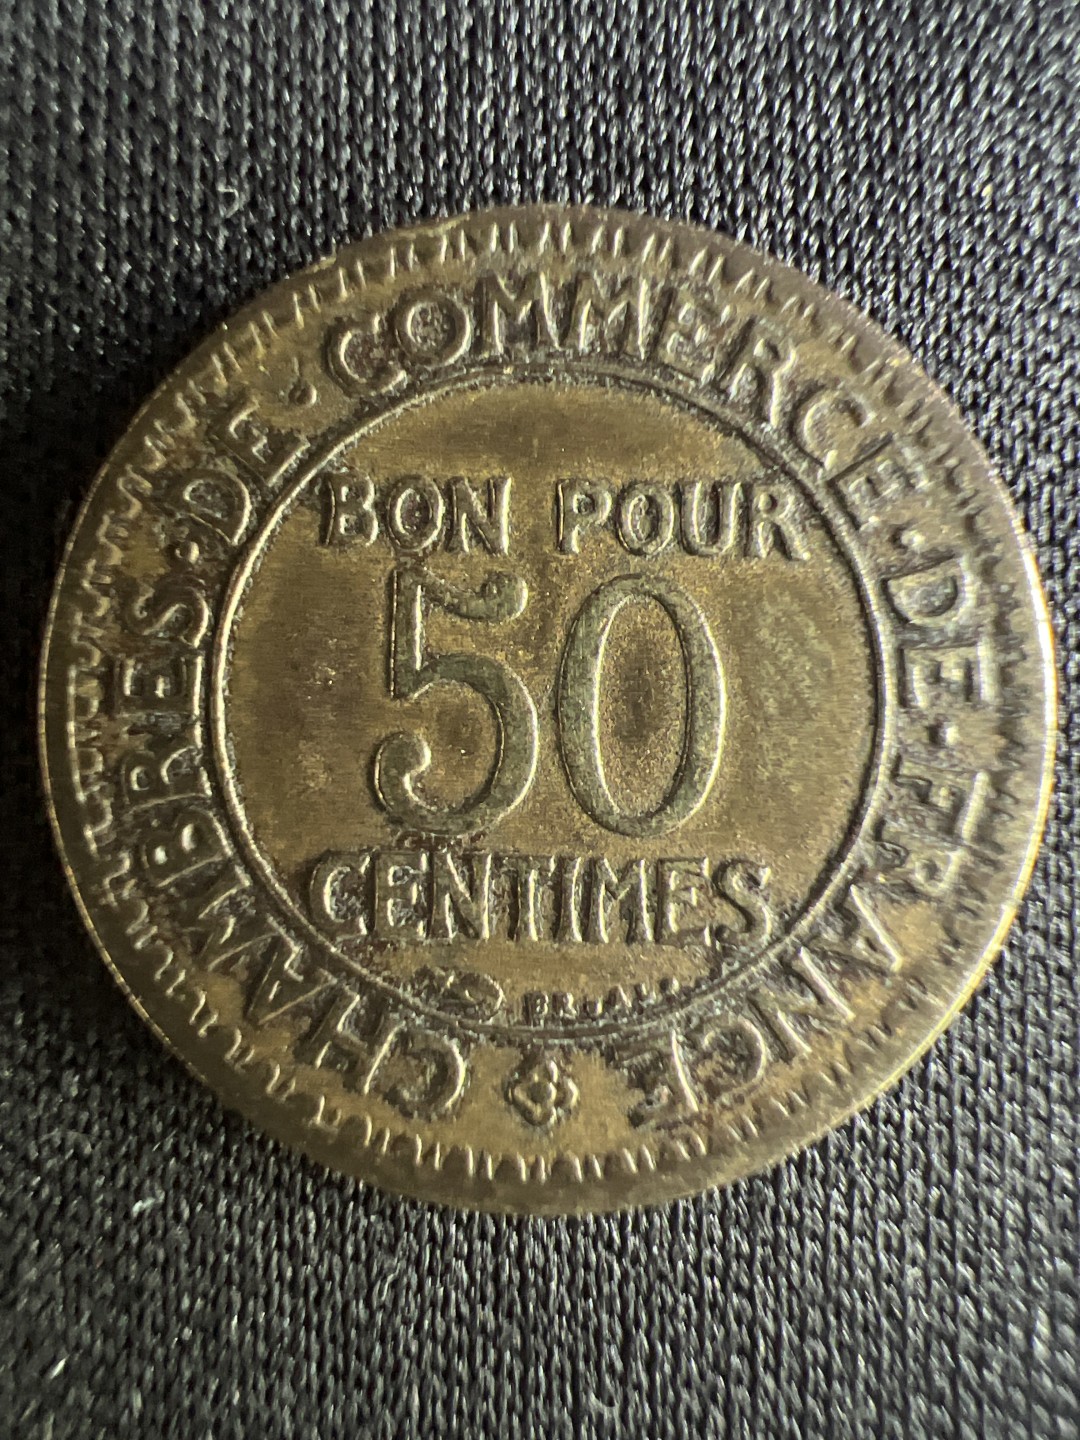 CHAMBRES·DE·COMMERCE·DE·FRANCE
BON POUR
50
CENTIMES